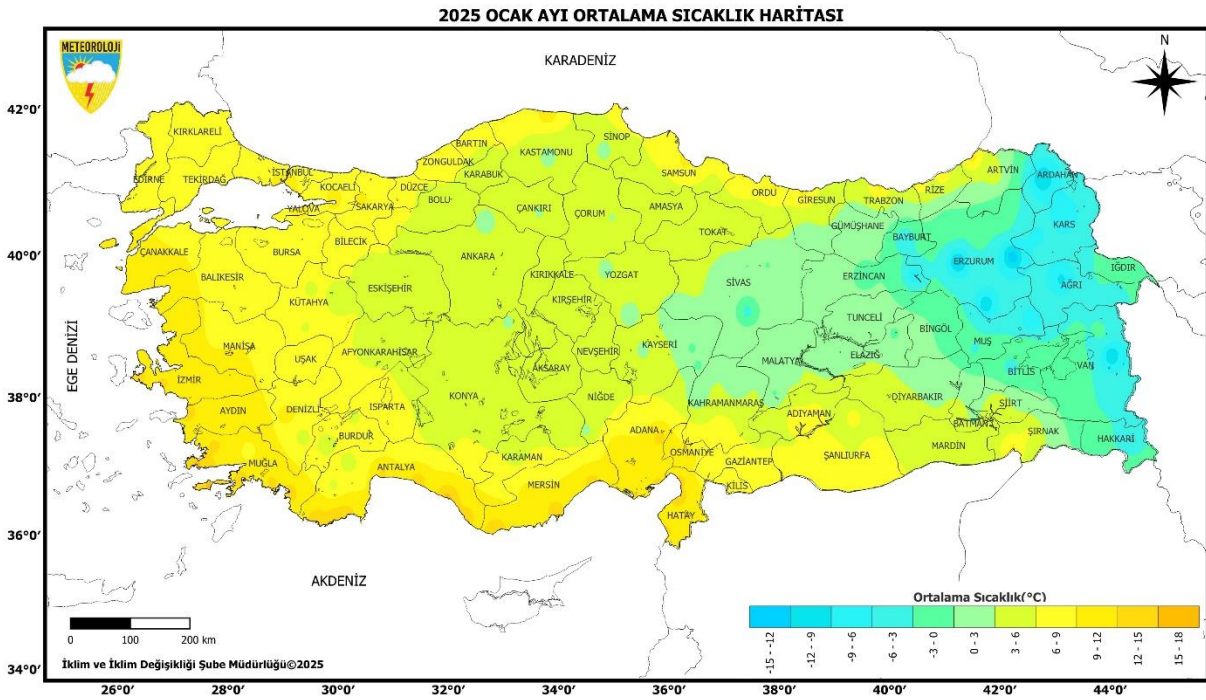 2025 OCAK AYI ORTALAMA SICAKLIK HARİTASI
METEOROLOJİ
KARADENİZ
N
42°0'
KIRKLARELİ
EDİRNE
TEKİRDAĞ
İSTANBUL
KOCAELİ
YALOVA
SAKARYA
DÜZCE
ZONGULDAK
BARTIN
KARABUK
KASTAMONU
SİNOP
BOLU
ÇANKIRI
ÇORUM
SAMSUN
AMASYA
ORDU
GİRESUN
TRABZON
RİZE
ARTVİN
ARDAHAN
KARS
TOKAT
GÜMÜŞHANE
BAYBURT
40°0'
ÇANAKKALE
BALIKESİR
BURSA
BİLECİK
ESKİŞEHİR
KÜTAHYA
ANKARA
KIRIKKALE
YOZGAT
KIRŞEHİR
SİVAS
ERZİNCAN
ERZURUM
IĞDIR
AĞRI
TUNCELİ
BİNGÖL
MUŞ
EGE DENİZİ
MANİSA
UŞAK
AFYONKARAHİSAR
AKSARAY
NEVŞEHİR
KAYSERİ
MALATYA
ELAZIĞ
BİTLİS
VAN
38°0'
İZMİR
AYDIN
DENİZLİ
ISPARTA
KONYA
NİĞDE
KAHRAMANMARAŞ
ADIYAMAN
DİYARBAKIR
SİİRT
BATMAN
ŞIRNAK
HAKKARİ
BURDUR
MUĞLA
ANTALYA
KARAMAN
MERSİN
ADANA
OSMANİYE
GAZİANTEP
KİLİS
ŞANLIURFA
MARDİN
36°0'
HATAY
AKDENİZ
Ortalama Sıcaklık(°C)
-15 - -12
-12 - -9
-9 - -6
-6 - -3
-3 - 0
0 - 3
3 - 6
6 - 9
9 - 12
12 - 15
15 - 18
0 100 200 km
İklim ve İklim Değişikliği Şube Müdürlüğü©2025
34°0'
26°0' 28°0' 30°0' 32°0' 34°0' 36°0' 38°0' 40°0' 42°0' 44°0'